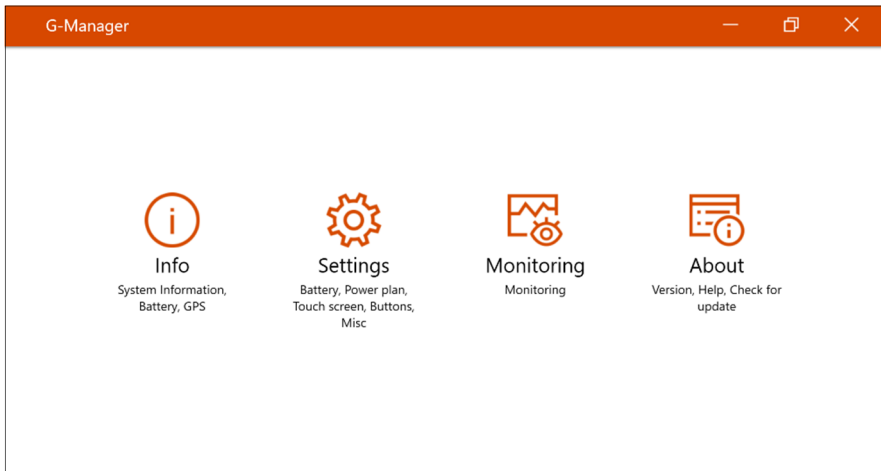 G-Manager
Info
System Information,
Battery, GPS
Settings
Battery, Power plan,
Touch screen, Buttons,
Misc
Monitoring
Monitoring
About
Version, Help, Check for
update